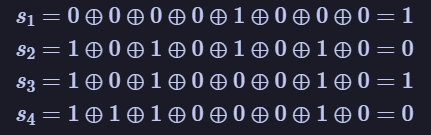 s₁ = 0 ⊕ 0 ⊕ 0 ⊕ 0 ⊕ 1 ⊕ 0 ⊕ 0 ⊕ 0 = 1
s₂ = 1 ⊕ 0 ⊕ 1 ⊕ 0 ⊕ 1 ⊕ 0 ⊕ 1 ⊕ 0 = 0
s₃ = 1 ⊕ 0 ⊕ 1 ⊕ 0 ⊕ 0 ⊕ 0 ⊕ 1 ⊕ 0 = 1
s₄ = 1 ⊕ 1 ⊕ 1 ⊕ 0 ⊕ 0 ⊕ 0 ⊕ 1 ⊕ 0 = 0